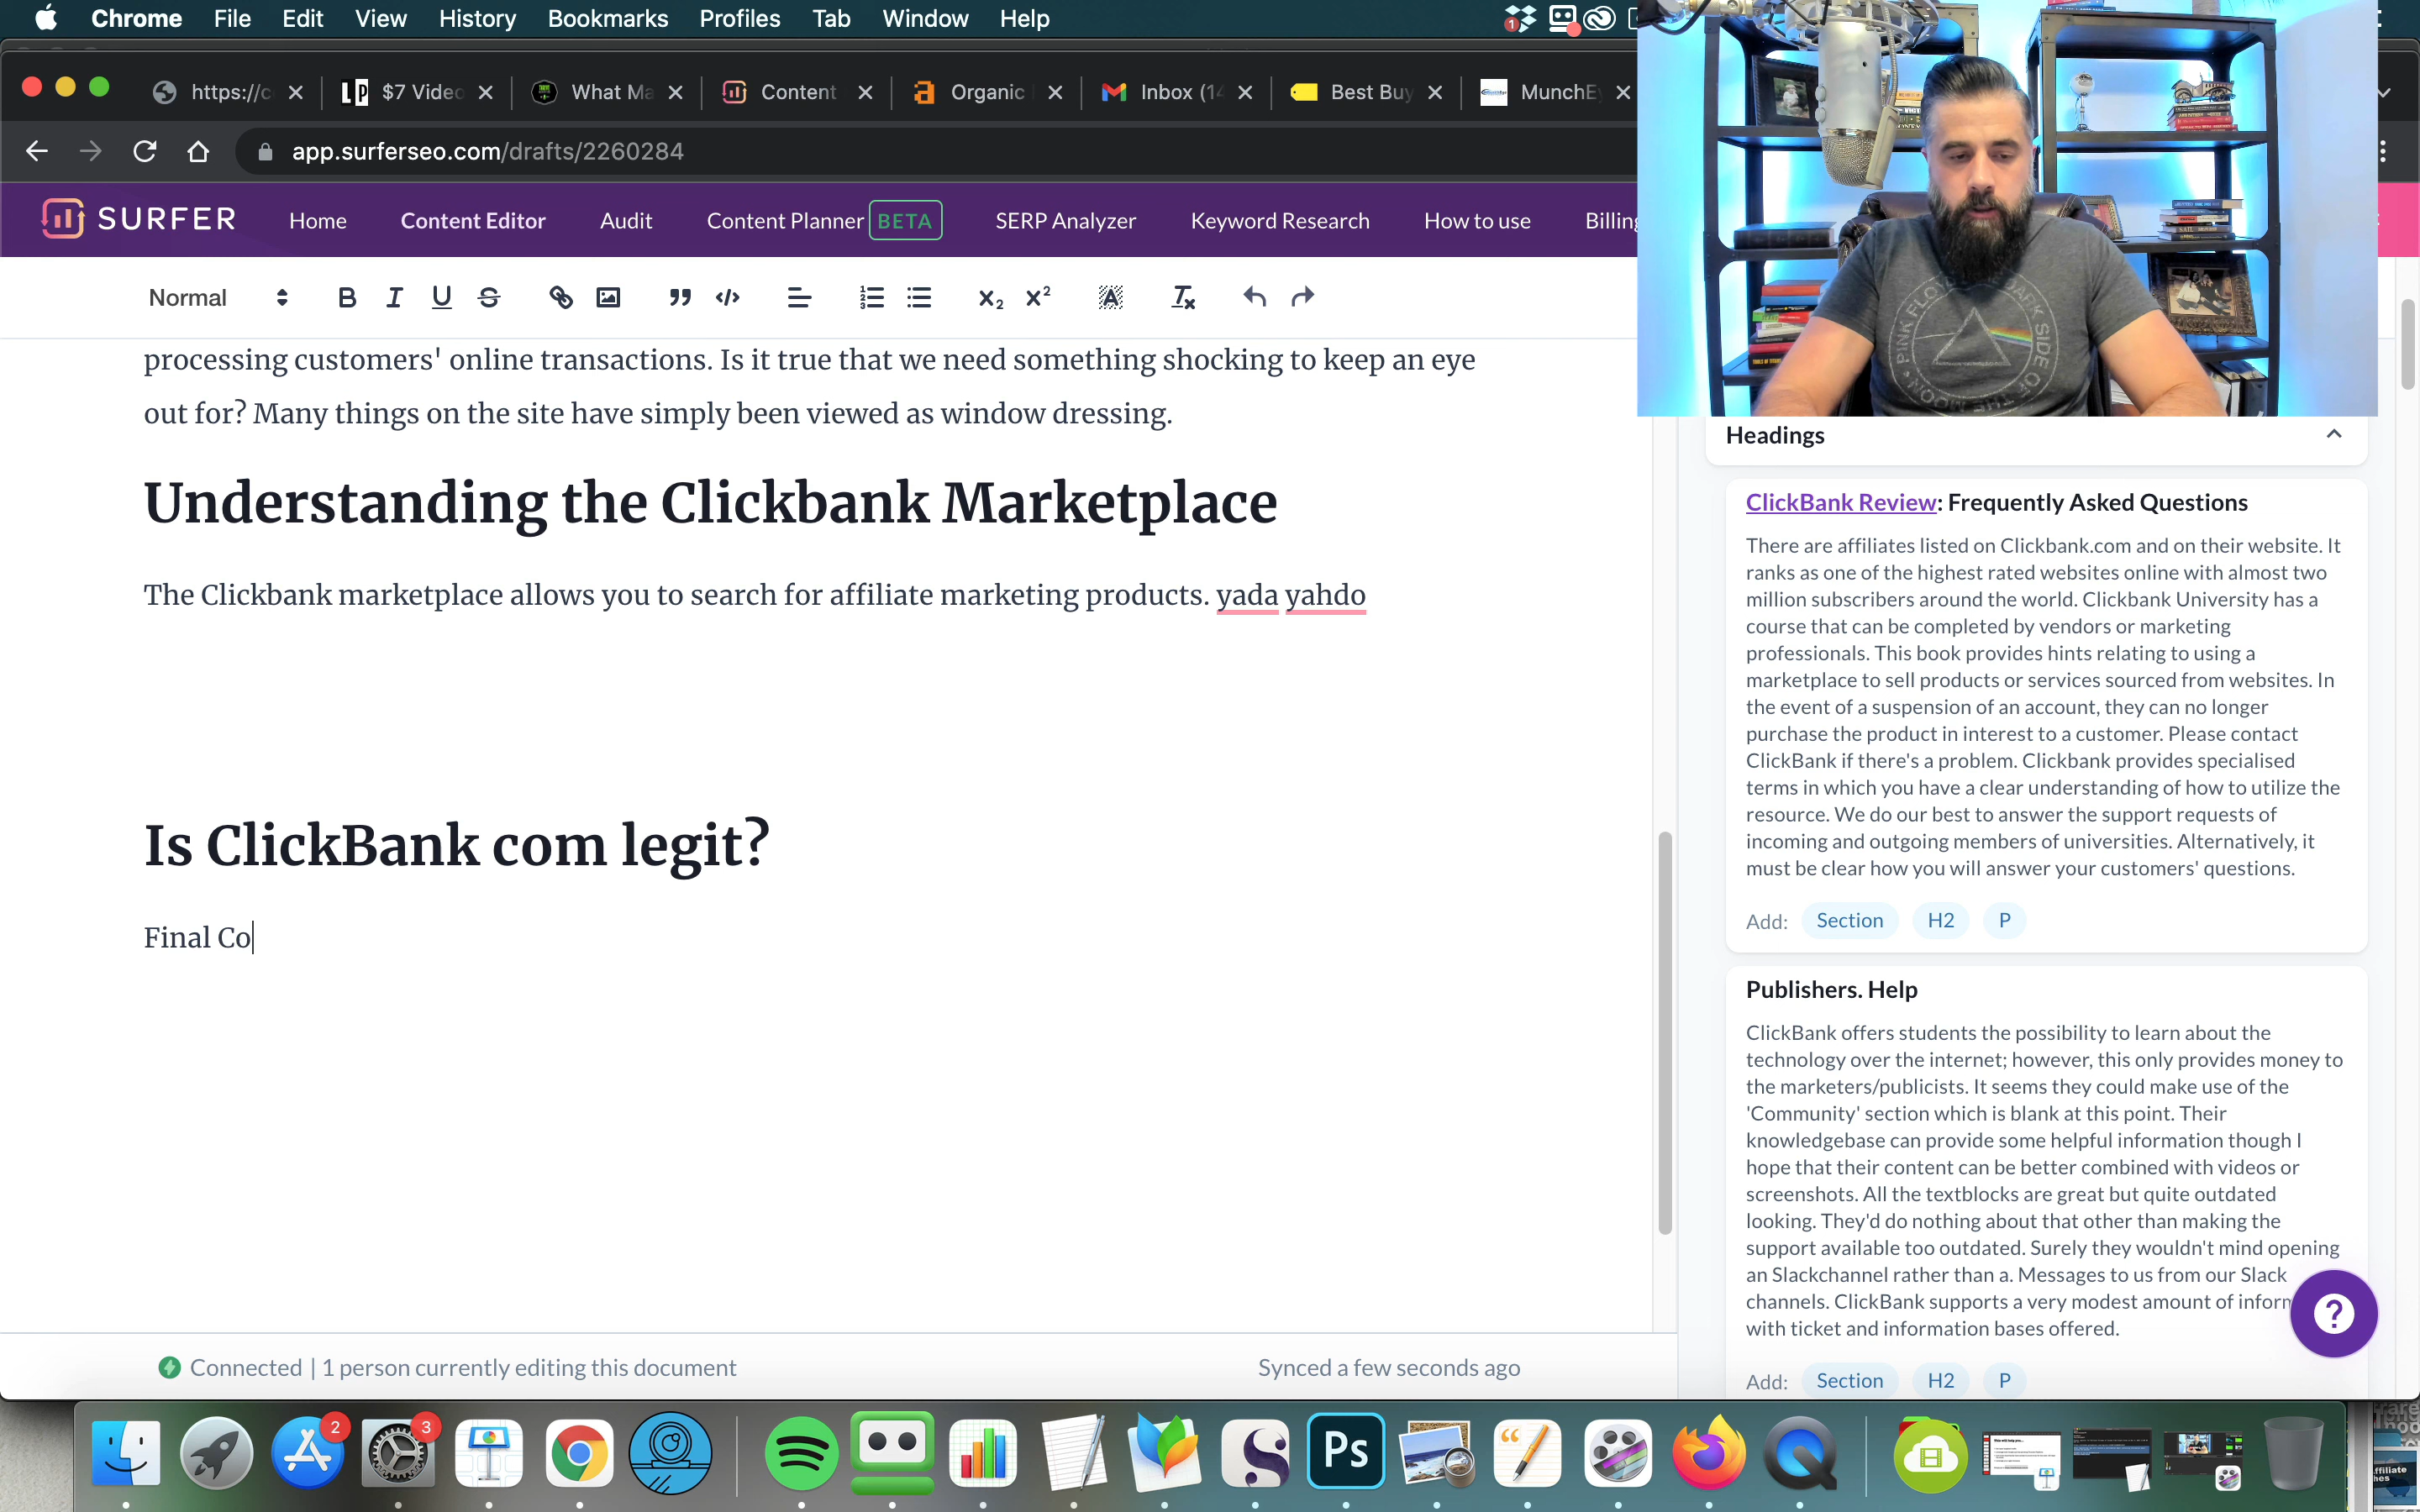 Chrome File Edit View History Bookmarks Profiles Tab Window Help
1
https://c $7 Video What Ma Content Organic Inbox (14 Best Buy MunchEy
app.surferseo.com/drafts/2260284
SURFER Home Content Editor Audit Content Planner BETA SERP Analyzer Keyword Research How to use Billing
Normal
processing customers' online transactions. Is it true that we need something shocking to keep an eye
out for? Many things on the site have simply been viewed as window dressing.
Understanding the Clickbank Marketplace
The Clickbank marketplace allows you to search for affiliate marketing products. yada yahdo
Is ClickBank com legit?
Final Co
Connected | 1 person currently editing this document Synced a few seconds ago
PINK FLOYD DARK SIDE OF THE MOON
Headings
ClickBank Review: Frequently Asked Questions
There are affiliates listed on Clickbank.com and on their website. It
ranks as one of the highest rated websites online with almost two
million subscribers around the world. Clickbank University has a
course that can be completed by vendors or marketing
professionals. This book provides hints relating to using a
marketplace to sell products or services sourced from websites. In
the event of a suspension of an account, they can no longer
purchase the product in interest to a customer. Please contact
ClickBank if there's a problem. Clickbank provides specialised
terms in which you have a clear understanding of how to utilize the
resource. We do our best to answer the support requests of
incoming and outgoing members of universities. Alternatively, it
must be clear how you will answer your customers' questions.
Add: Section H2 P
Publishers. Help
ClickBank offers students the possibility to learn about the
technology over the internet; however, this only provides money to
the marketers/publicists. It seems they could make use of the
'Community' section which is blank at this point. Their
knowledgebase can provide some helpful information though I
hope that their content can be better combined with videos or
screenshots. All the textblocks are great but quite outdated
looking. They'd do nothing about that other than making the
support available too outdated. Surely they wouldn't mind opening
an Slackchannel rather than a. Messages to us from our Slack
channels. ClickBank supports a very modest amount of inforn
with ticket and information bases offered.
Add: Section H2 P
2 3 Ps